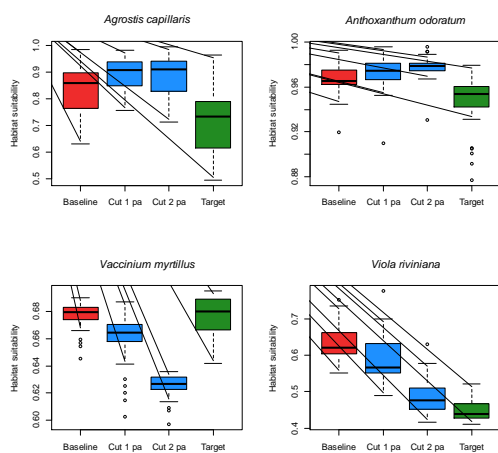 Agrostis capillaris
Habitat suitability
1.0
0.9
0.8
0.7
0.6
0.5
Baseline Cut 1 pa Cut 2 pa Target
Anthoxanthum odoratum
Habitat suitability
1.00
0.96
0.92
0.88
Baseline Cut 1 pa Cut 2 pa Target
Vaccinium myrtillus
Habitat suitability
0.68
0.66
0.64
0.62
0.60
Baseline Cut 1 pa Cut 2 pa Target
Viola riviniana
Habitat suitability
0.7
0.6
0.5
0.4
Baseline Cut 1 pa Cut 2 pa Target